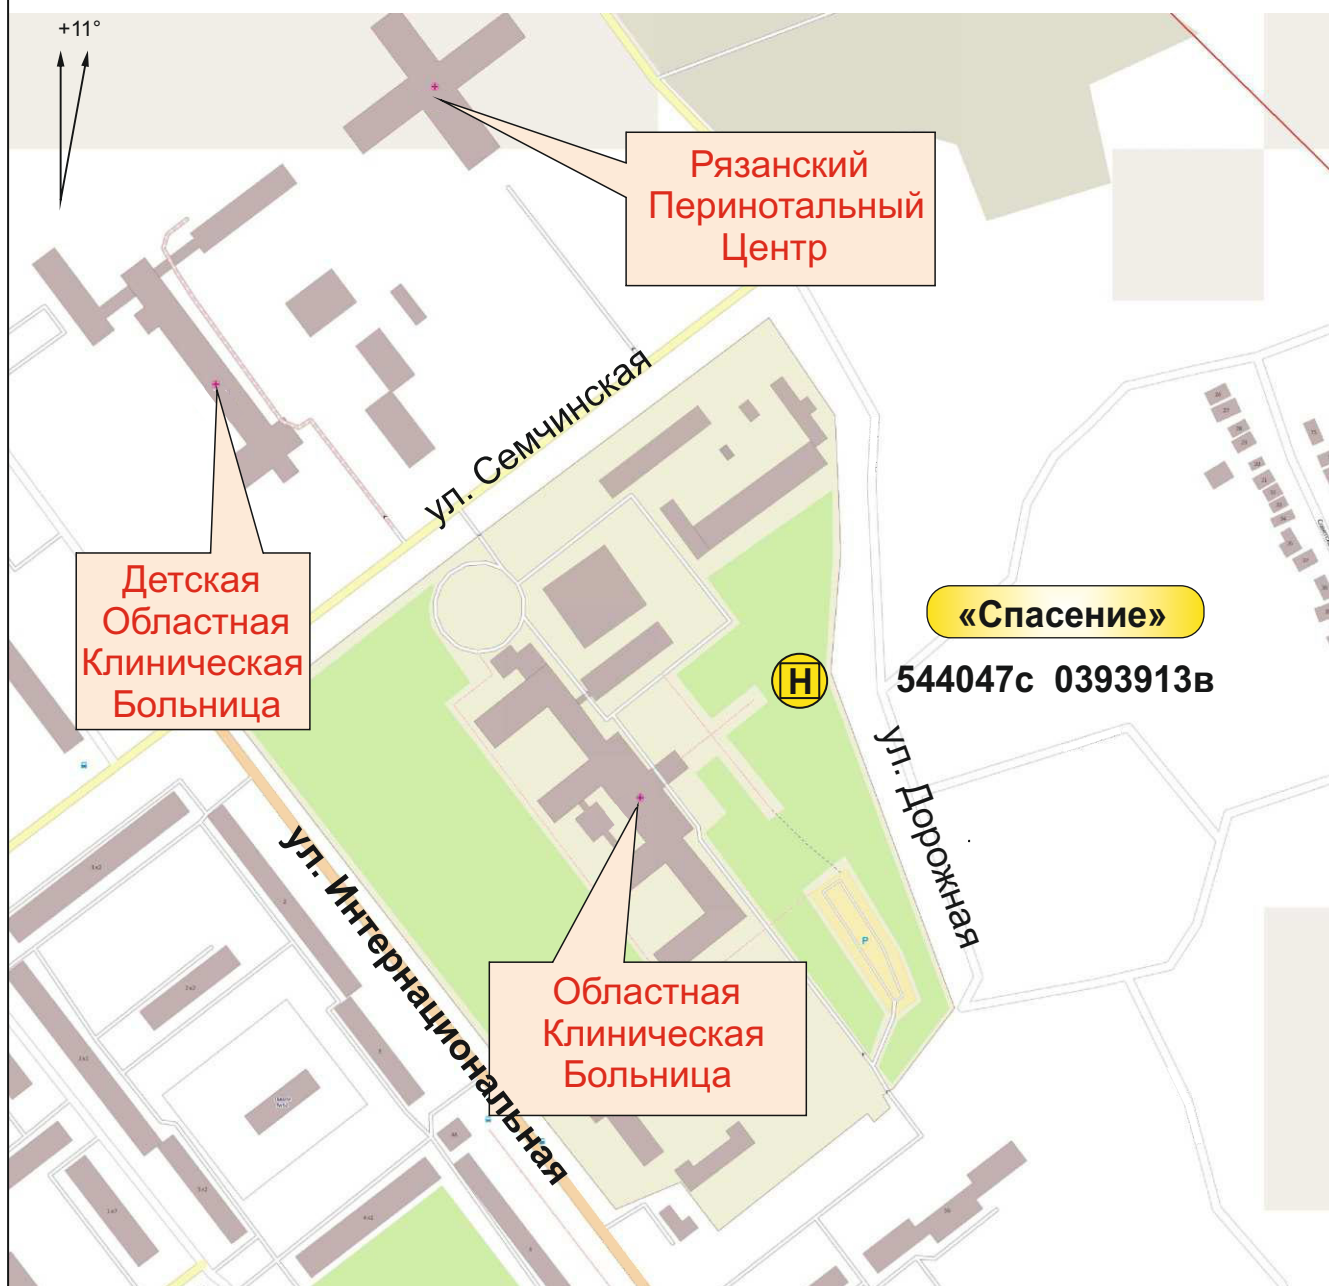 +11°
Рязанский
Перинотальный
Центр
ул. Семчинская
Детская
Областная
Клиническая
Больница
«Спасение»
H
544047с 0393913в
ул. Дорожная
ул. Интернациональная
P
Областная
Клиническая
Больница